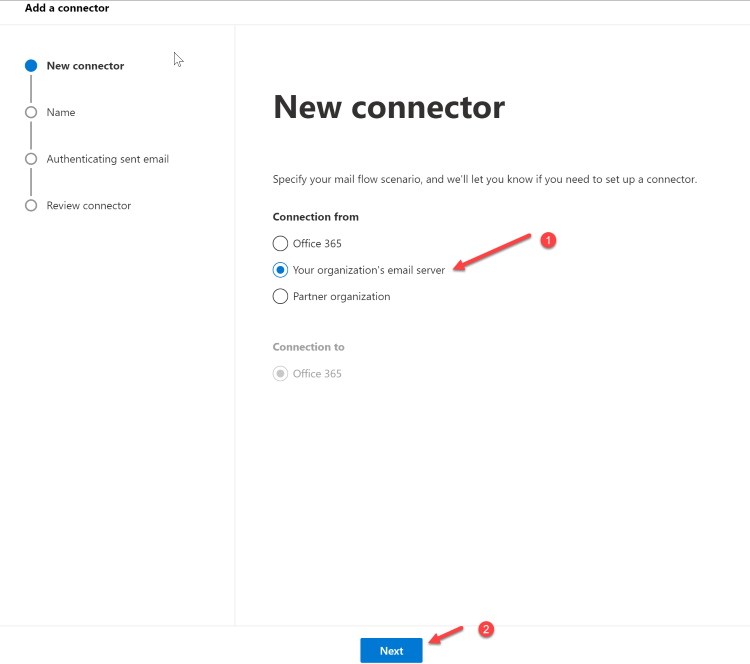 Add a connector
New connector
Name
Authenticating sent email
Review connector
New connector
Specify your mail flow scenario, and we'll let you know if you need to set up a connector.
Connection from
Office 365
Your organization's email server
1
Partner organization
Connection to
Office 365
2
Next